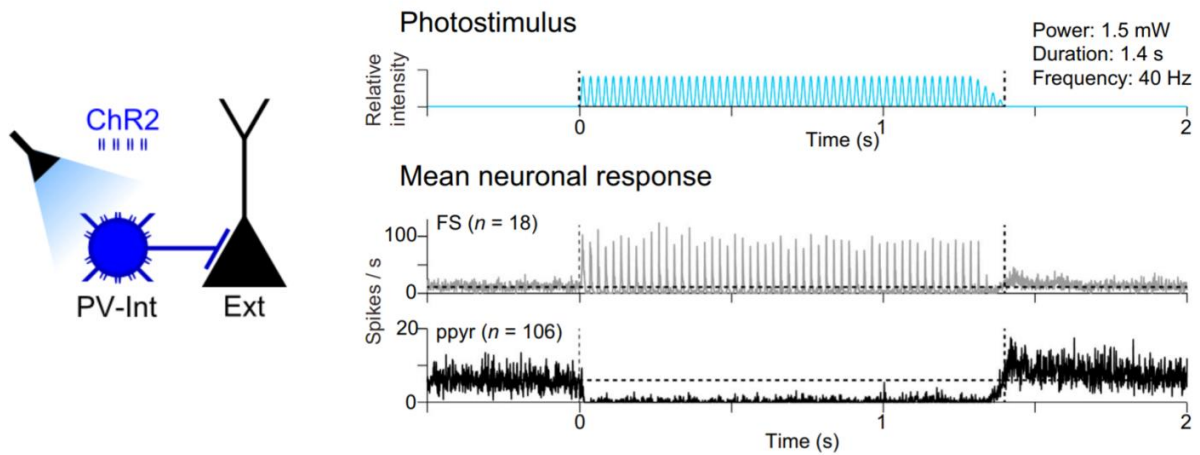 ChR2
PV-Int
Ext
Photostimulus
Power: 1.5 mW
Duration: 1.4 s
Frequency: 40 Hz
Relative
intensity
0
1
2
Time (s)
Mean neuronal response
Spikes / s
FS (n = 18)
100
0
ppyr (n = 106)
20
0
0
1
2
Time (s)